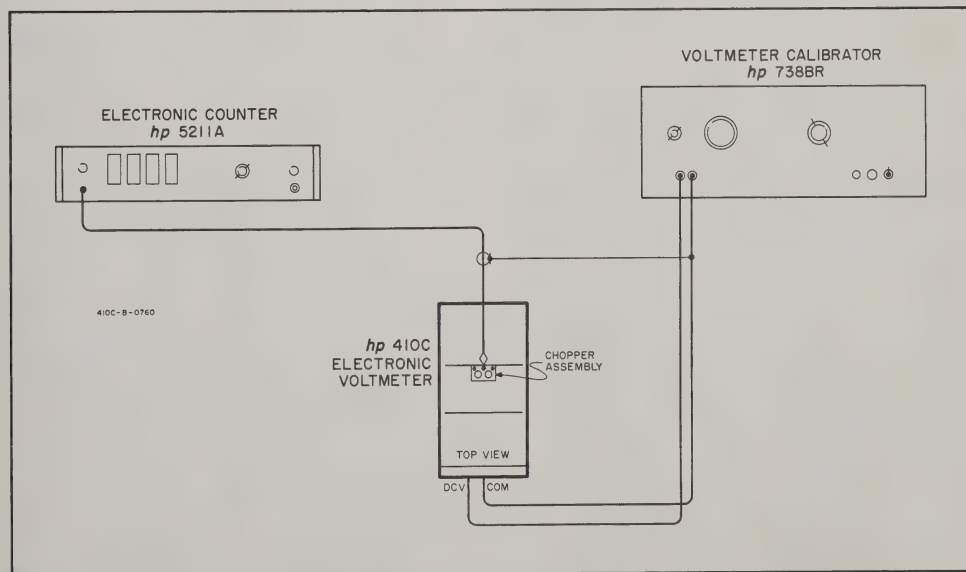 VOLTMETER CALIBRATOR
hp 738BR
ELECTRONIC COUNTER
hp 5211A
410C-B-0760
hp 410C
ELECTRONIC
VOLTMETER
CHOPPER
ASSEMBLY
TOP VIEW
DCV COM